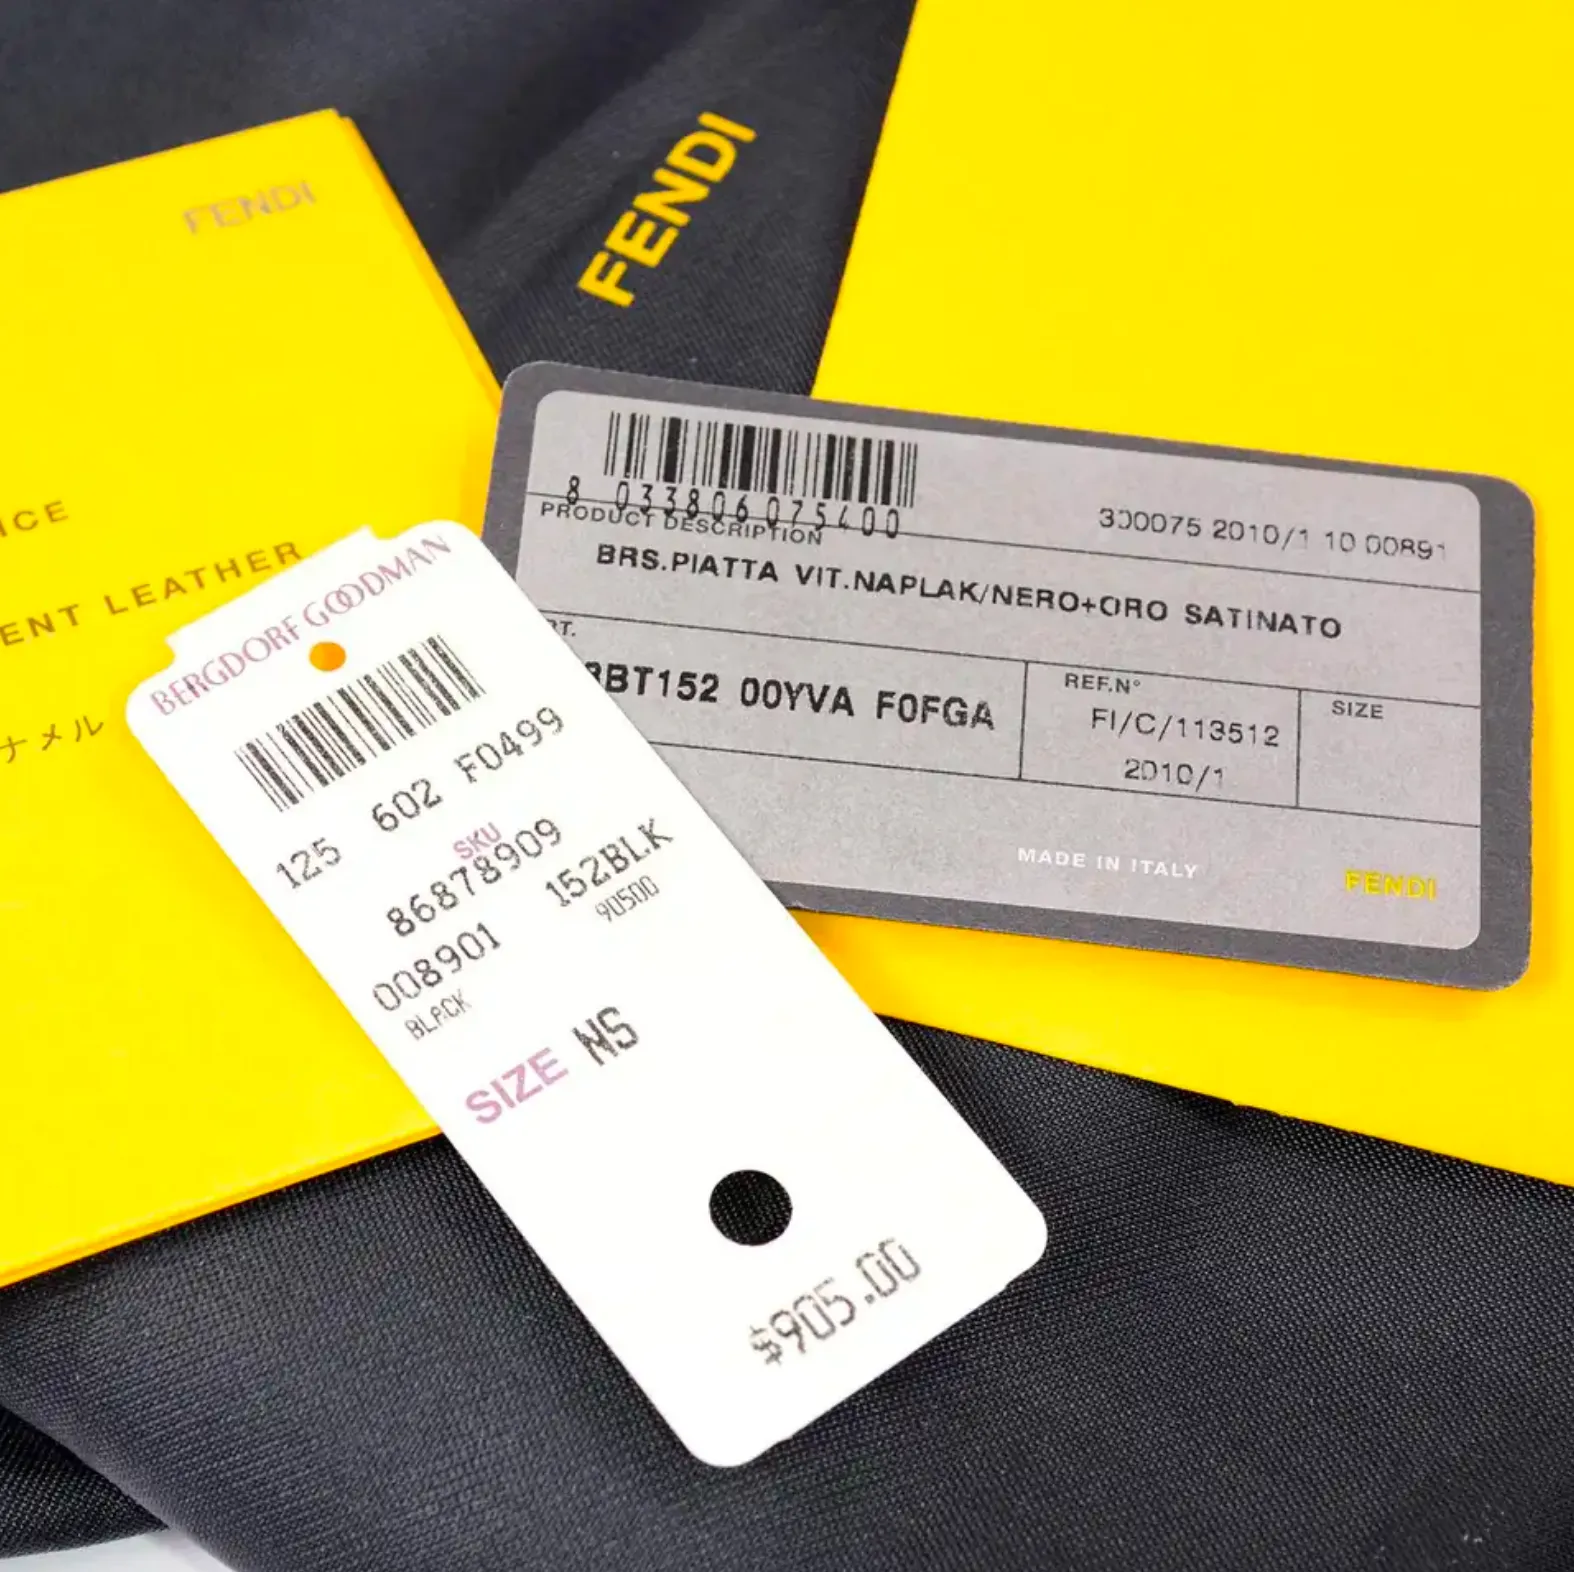 FENDI
ICE
ENT LEATHER
ナメル
FENDI
8 033806 075400
300075 2010/1 10 00891
PRODUCT DESCRIPTION
BRS.PIATTA VIT.NAPLAK/NERO+ORO SATINATO
RT.
8BT152 00YVA F0FGA
REF.N°
FI/C/113512
2010/1
SIZE
MADE IN ITALY
FENDI
BERGDORF GOODMAN
125 602 F0499
SKU
86878909
008901 152BLK
BLACK 90500
SIZE NS
$905.00